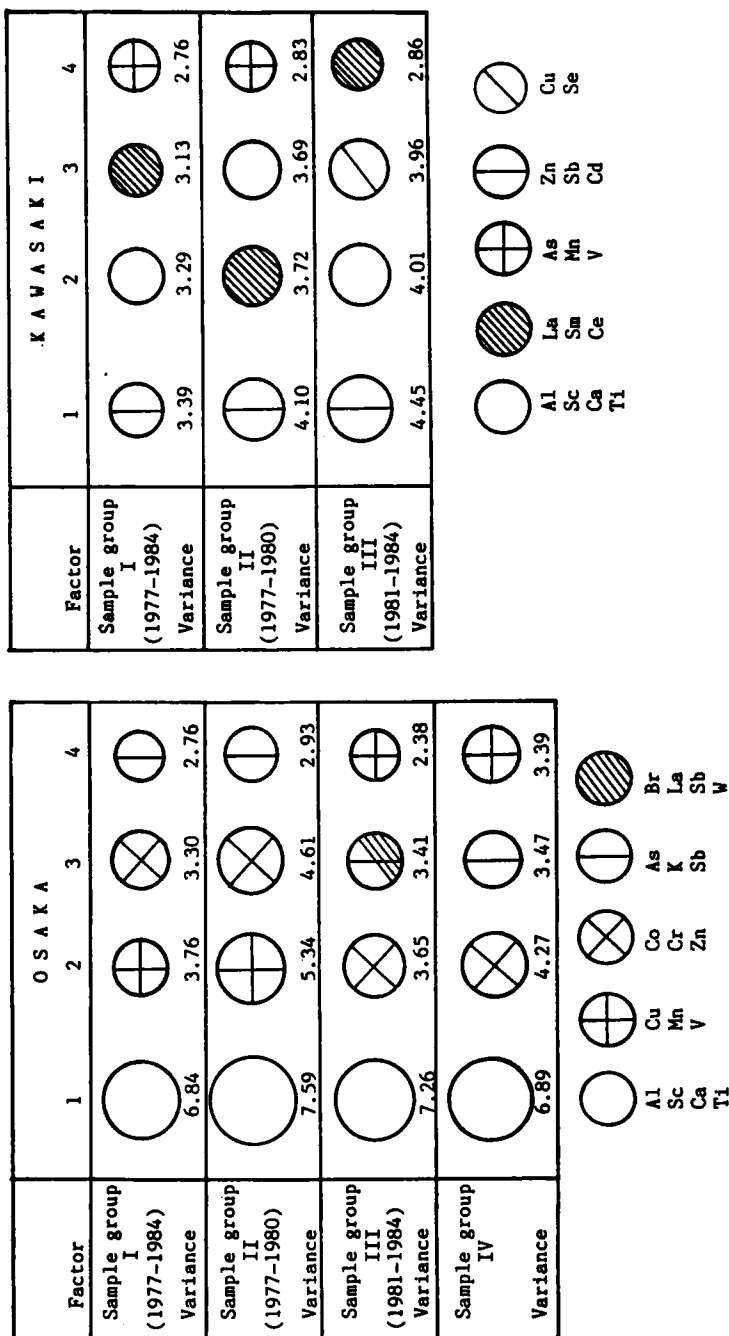 O S A K A
Factor 1 2 3 4
Sample group
I
(1977-1984)
Variance 6.84 3.76 3.30 2.76
Sample group
II
(1977-1980)
Variance 7.59 5.34 4.61 2.93
Sample group
III
(1981-1984)
Variance 7.26 3.65 3.41 2.38
Sample group
IV
Variance 6.89 4.27 3.47 3.39
Al Cu Co As Br
Sc Mn Cr K La
Ca V Zn Sb Sb
Ti W
K A W A S A K I
Factor 1 2 3 4
Sample group
I
(1977-1984)
Variance 3.39 3.29 3.13 2.76
Sample group
II
(1977-1980)
Variance 4.10 3.72 3.69 2.83
Sample group
III
(1981-1984)
Variance 4.45 4.01 3.96 2.86
Al La As Zn Cu
Sc Sm Mn Sb Se
Ca Ce V Cd
Ti